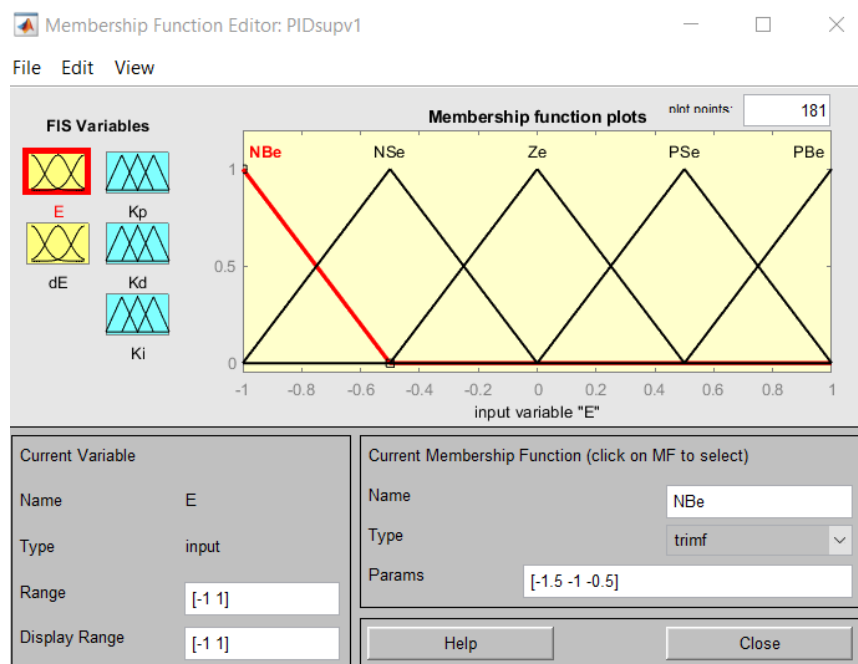 Membership Function Editor: PIDsupv1
File Edit View
FIS Variables
E
Kp
dE
Kd
Ki
Membership function plots
plot points:
181
NBe NSe Ze PSe PBe
1
0.5
0
-1 -0.8 -0.6 -0.4 -0.2 0 0.2 0.4 0.6 0.8 1
input variable "E"
Current Variable
Name E
Type input
Range [-1 1]
Display Range [-1 1]
Current Membership Function (click on MF to select)
Name NBe
Type trimf
Params [-1.5 -1 -0.5]
Help Close